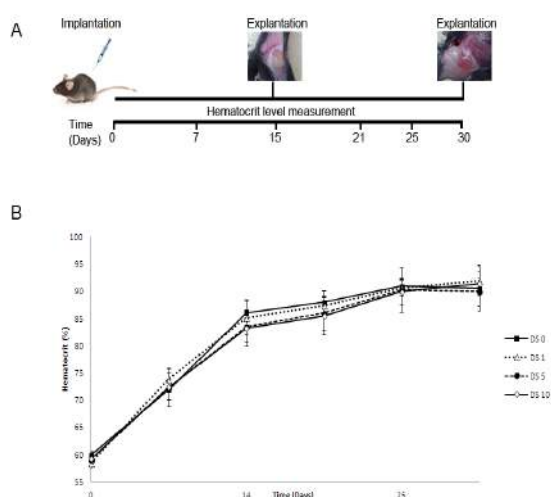 A
Implantation Explantation Explantation
Hematocrit level measurement
Time
(Days)
0 7 14 15 21 25 30
B
100
95
90
85
80
75
70
65
60
55
Hematocrit (%)
0 14 25
Time (Days)
DS 0
DS 1
DS 5
DS 10